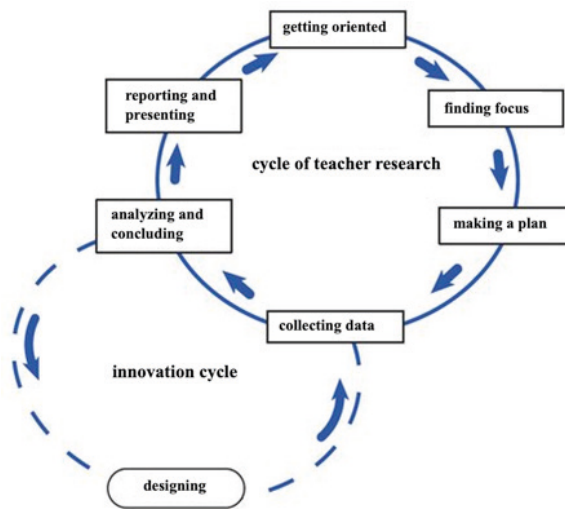 getting oriented
reporting and
presenting
finding focus
cycle of teacher research
analyzing and
concluding
making a plan
collecting data
innovation cycle
designing